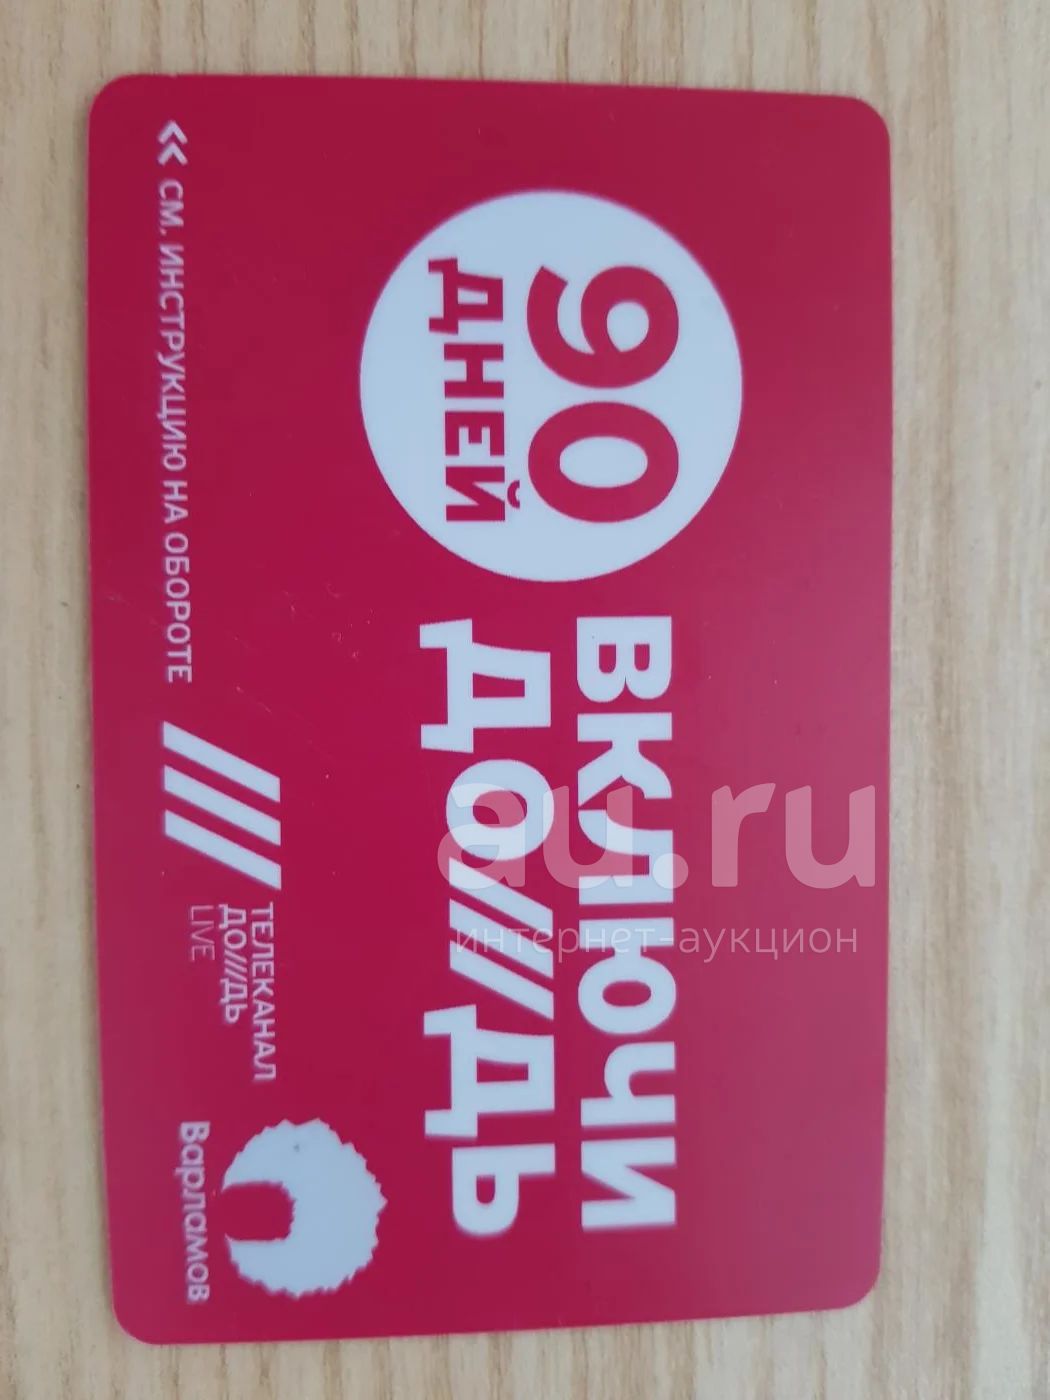 90
ДНЕЙ
ВКЛЮЧИ
ДО///ДЬ
« СМ. ИНСТРУКЦИЮ НА ОБОРОТЕ
ТЕЛЕКАНАЛ
ДО///ДЬ
LIVE
Варламов
au.ru
интернет-аукцион